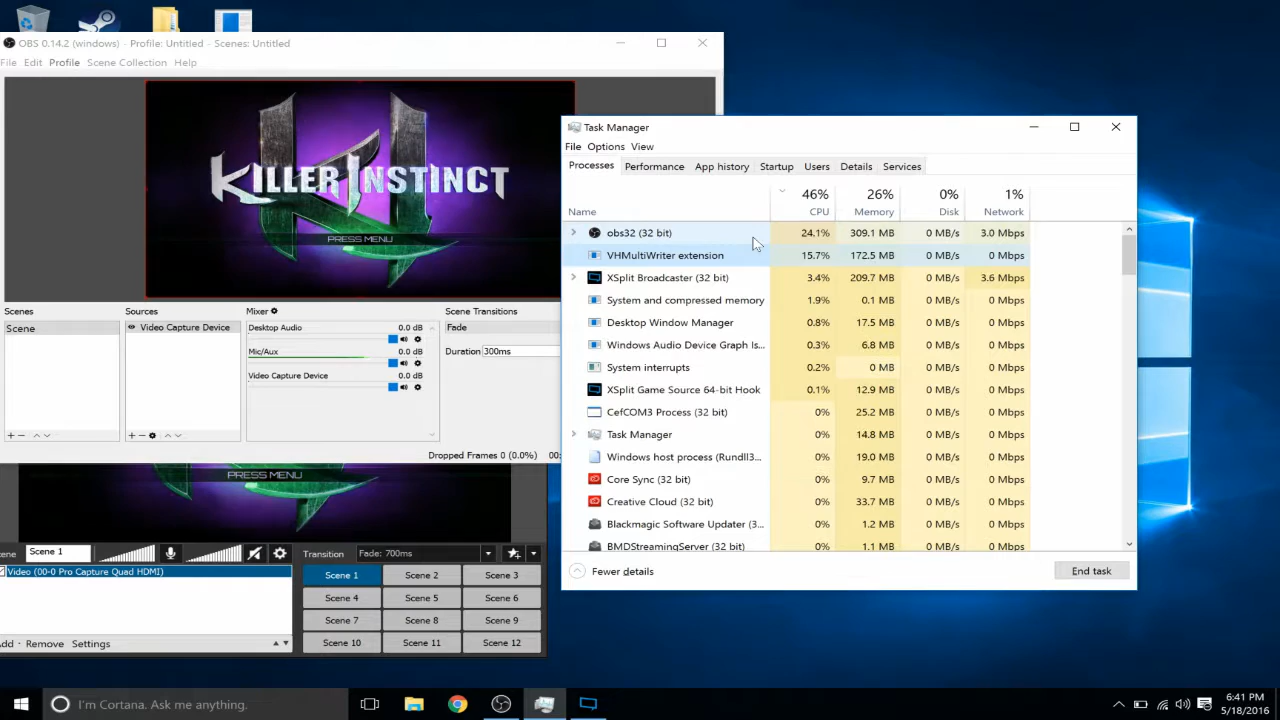 OBS 0.14.2 (windows) - Profile: Untitled - Scenes: Untitled
File Edit Profile Scene Collection Help
KILLER INSTINCT
PRESS MENU
Scenes
Scene
Sources
Video Capture Device
Mixer
Desktop Audio 0.0 dB
Mic/Aux 0.0 dB
Video Capture Device 0.0 dB
Scene Transitions
Fade
Duration 300ms
Dropped Frames 0 (0.0%) 00:
PRESS MENU
Scene 1
Transition Fade: 700ms
Video (00-0 Pro Capture Quad HDMI)
Scene 1 Scene 2 Scene 3
Scene 4 Scene 5 Scene 6
Scene 7 Scene 8 Scene 9
Scene 10 Scene 11 Scene 12
Remove Settings
Task Manager
File Options View
Processes Performance App history Startup Users Details Services
46% 26% 0% 1%
Name CPU Memory Disk Network
obs32 (32 bit) 24.1% 309.1 MB 0 MB/s 3.0 Mbps
VHMultiWriter extension 15.7% 172.5 MB 0 MB/s 0 Mbps
XSplit Broadcaster (32 bit) 3.4% 209.7 MB 0 MB/s 3.6 Mbps
System and compressed memory 1.9% 0.1 MB 0 MB/s 0 Mbps
Desktop Window Manager 0.8% 17.5 MB 0 MB/s 0 Mbps
Windows Audio Device Graph Is... 0.3% 6.8 MB 0 MB/s 0 Mbps
System interrupts 0.2% 0 MB 0 MB/s 0 Mbps
XSplit Game Source 64-bit Hook 0.1% 12.9 MB 0 MB/s 0 Mbps
CefCOM3 Process (32 bit) 0% 25.2 MB 0 MB/s 0 Mbps
Task Manager 0% 14.8 MB 0 MB/s 0 Mbps
Windows host process (Rundll3... 0% 19.0 MB 0 MB/s 0 Mbps
Core Sync (32 bit) 0% 9.7 MB 0 MB/s 0 Mbps
Creative Cloud (32 bit) 0% 33.7 MB 0 MB/s 0 Mbps
Blackmagic Software Updater (3... 0% 1.2 MB 0 MB/s 0 Mbps
BMDStreamingServer (32 bit) 0% 1.1 MB 0 MB/s 0 Mbps
Fewer details End task
I'm Cortana. Ask me anything.
6:41 PM
5/18/2016